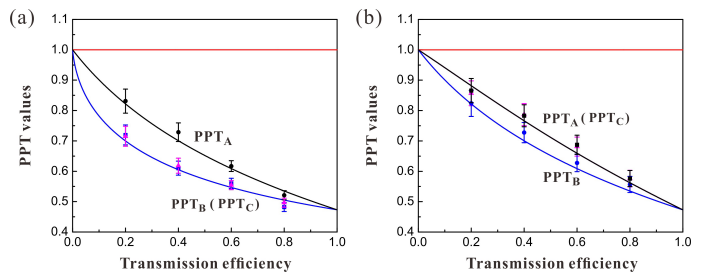 (a)
PPT values
1.1
1.0
0.9
0.8
0.7
0.6
0.5
0.4
PPT_A
PPT_B (PPT_C)
0.0 0.2 0.4 0.6 0.8 1.0
Transmission efficiency
(b)
PPT values
1.1
1.0
0.9
0.8
0.7
0.6
0.5
0.4
PPT_A (PPT_C)
PPT_B
0.0 0.2 0.4 0.6 0.8 1.0
Transmission efficiency